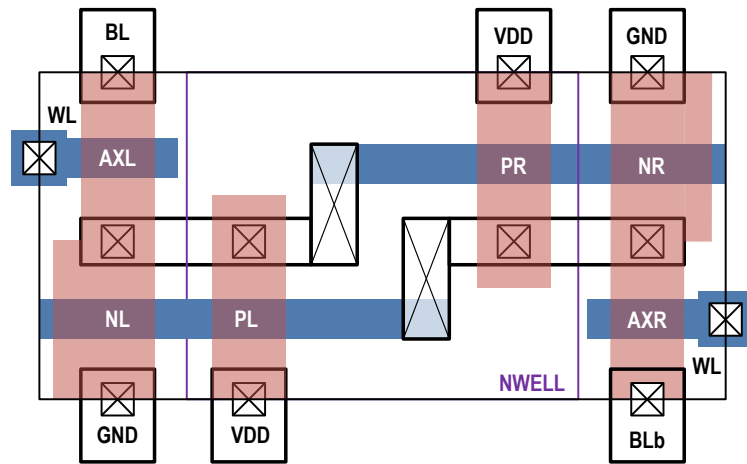 BL
VDD
GND
WL
AXL
PR
NR
NL
PL
AXR
WL
NWELL
GND
VDD
BLb